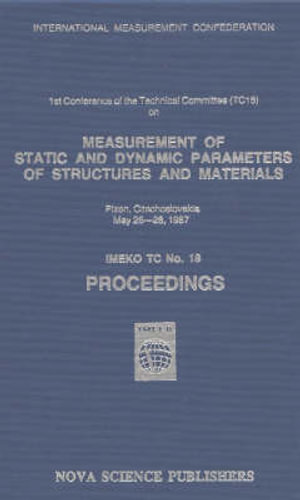 INTERNATIONAL MEASUREMENT CONFEDERATION
1st Conference of the Technical Committee (TC15)
on
MEASUREMENT OF
STATIC AND DYNAMIC PARAMETERS
OF STRUCTURES AND MATERIALS
Plzen, Czechoslovakia
May 26–28, 1987
IMEKO TC No. 15
PROCEEDINGS
NOVA SCIENCE PUBLISHERS